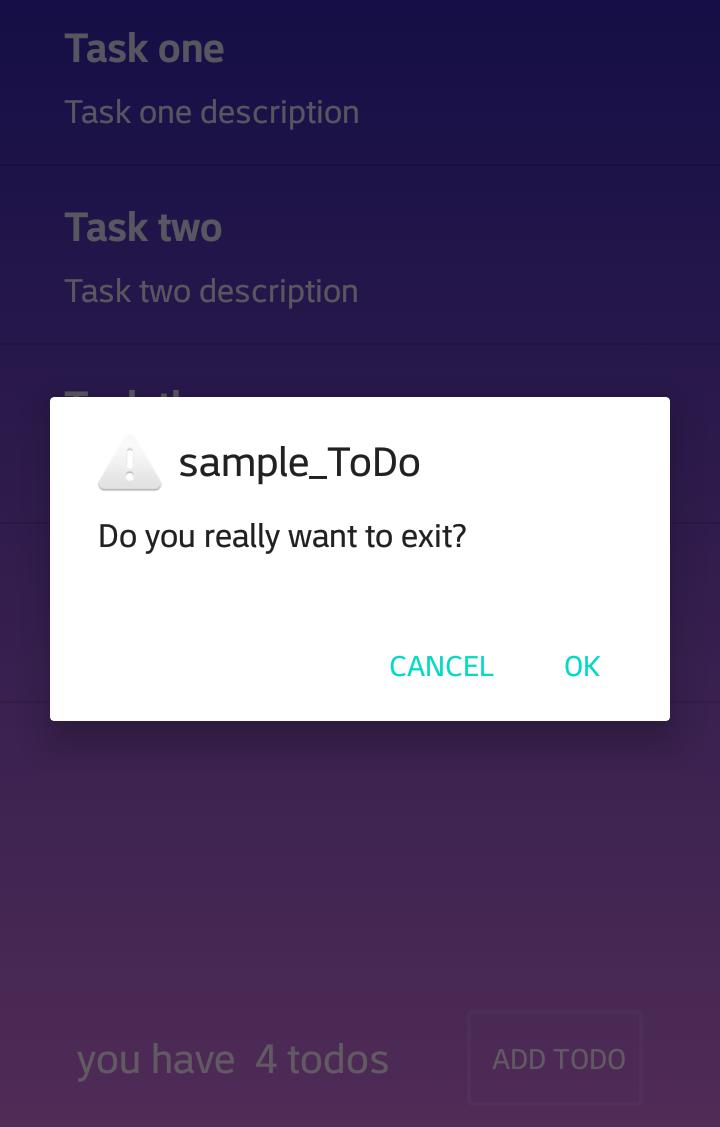 Task one
Task one description
Task two
Task two description
sample_ToDo
Do you really want to exit?
CANCEL OK
you have 4 todos
ADD TODO